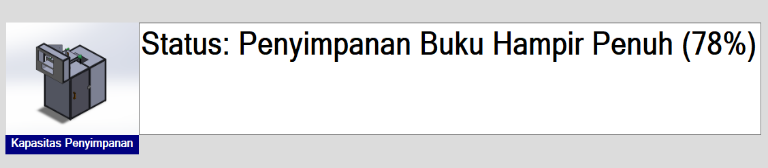 Status: Penyimpanan Buku Hampir Penuh (78%)
Kapasitas Penyimpanan